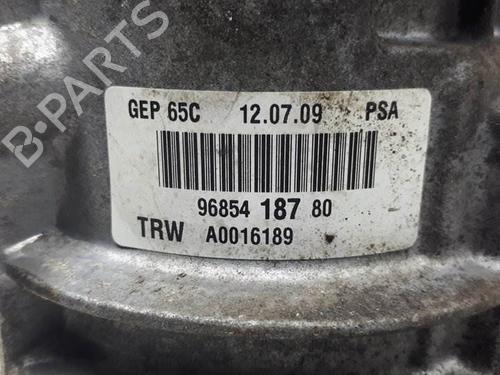 B-PARTS
GEP 65C 12.07.09 PSA
96854 187 80
TRW A0016189